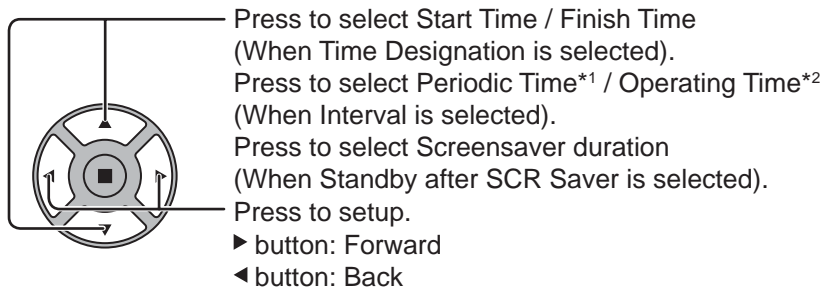 Press to select Start Time / Finish Time
(When Time Designation is selected).
Press to select Periodic Time*1 / Operating Time*2
(When Interval is selected).
Press to select Screensaver duration
(When Standby after SCR Saver is selected).
Press to setup.
▶ button: Forward
◀ button: Back